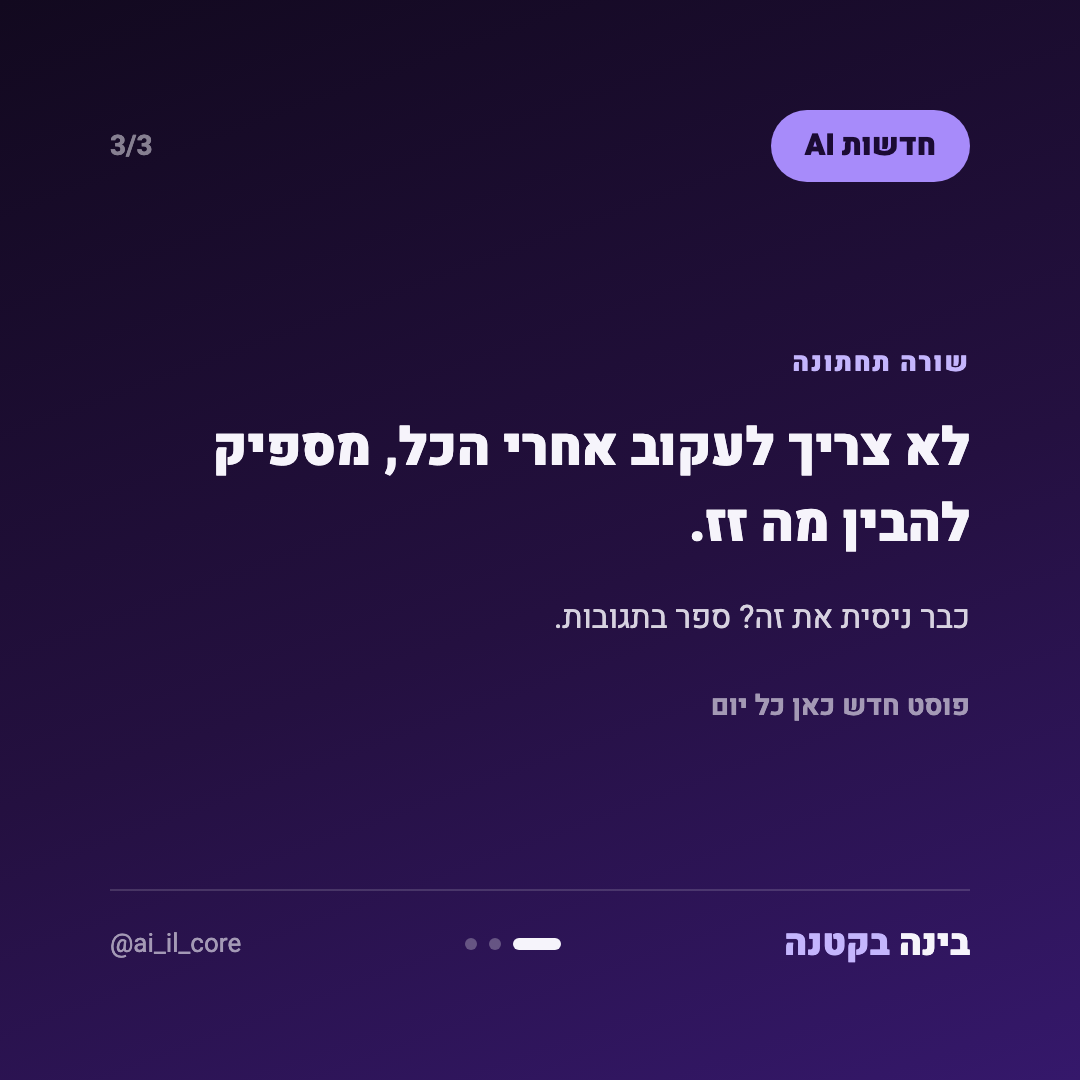 חדשות AI
3/3
שורה תחתונה
לא צריך לעקוב אחרי הכל, מספיק
להבין מה זז.
כבר ניסית את זה? ספר בתגובות.
פוסט חדש כאן כל יום
בינה בקטנה
@ai_il_core